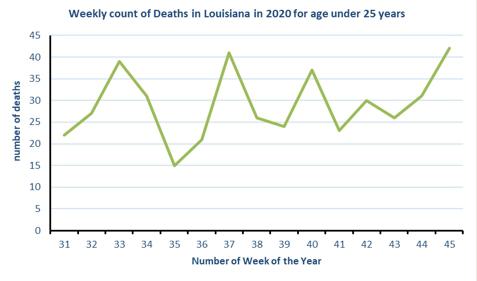 Weekly count of Deaths in Louisiana in 2020 for age under 25 years
number of deaths
45
40
35
30
25
20
15
10
5
0
31 32 33 34 35 36 37 38 39 40 41 42 43 44 45
Number of Week of the Year